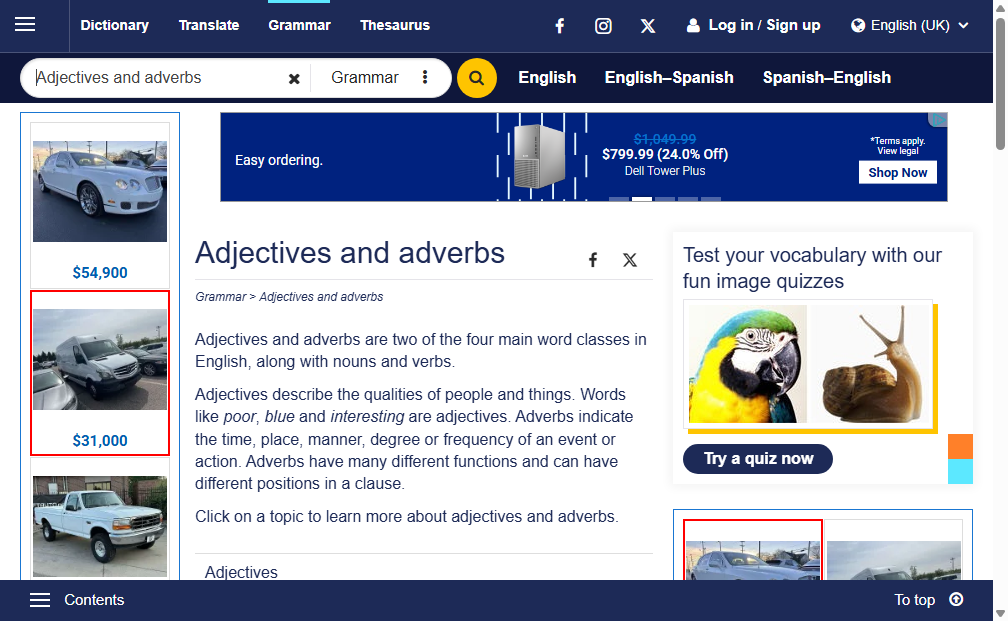 Dictionary Translate Grammar Thesaurus Log in / Sign up English (UK)
Adjectives and adverbs Grammar English English–Spanish Spanish–English
Easy ordering.
$1,049.99
$799.99 (24.0% Off)
Dell Tower Plus
*Terms apply.
View legal
Shop Now
$54,900
$31,000
Adjectives and adverbs
Grammar > Adjectives and adverbs
Adjectives and adverbs are two of the four main word classes in
English, along with nouns and verbs.
Adjectives describe the qualities of people and things. Words
like poor, blue and interesting are adjectives. Adverbs indicate
the time, place, manner, degree or frequency of an event or
action. Adverbs have many different functions and can have
different positions in a clause.
Click on a topic to learn more about adjectives and adverbs.
Adjectives
Test your vocabulary with our
fun image quizzes
Try a quiz now
Contents To top